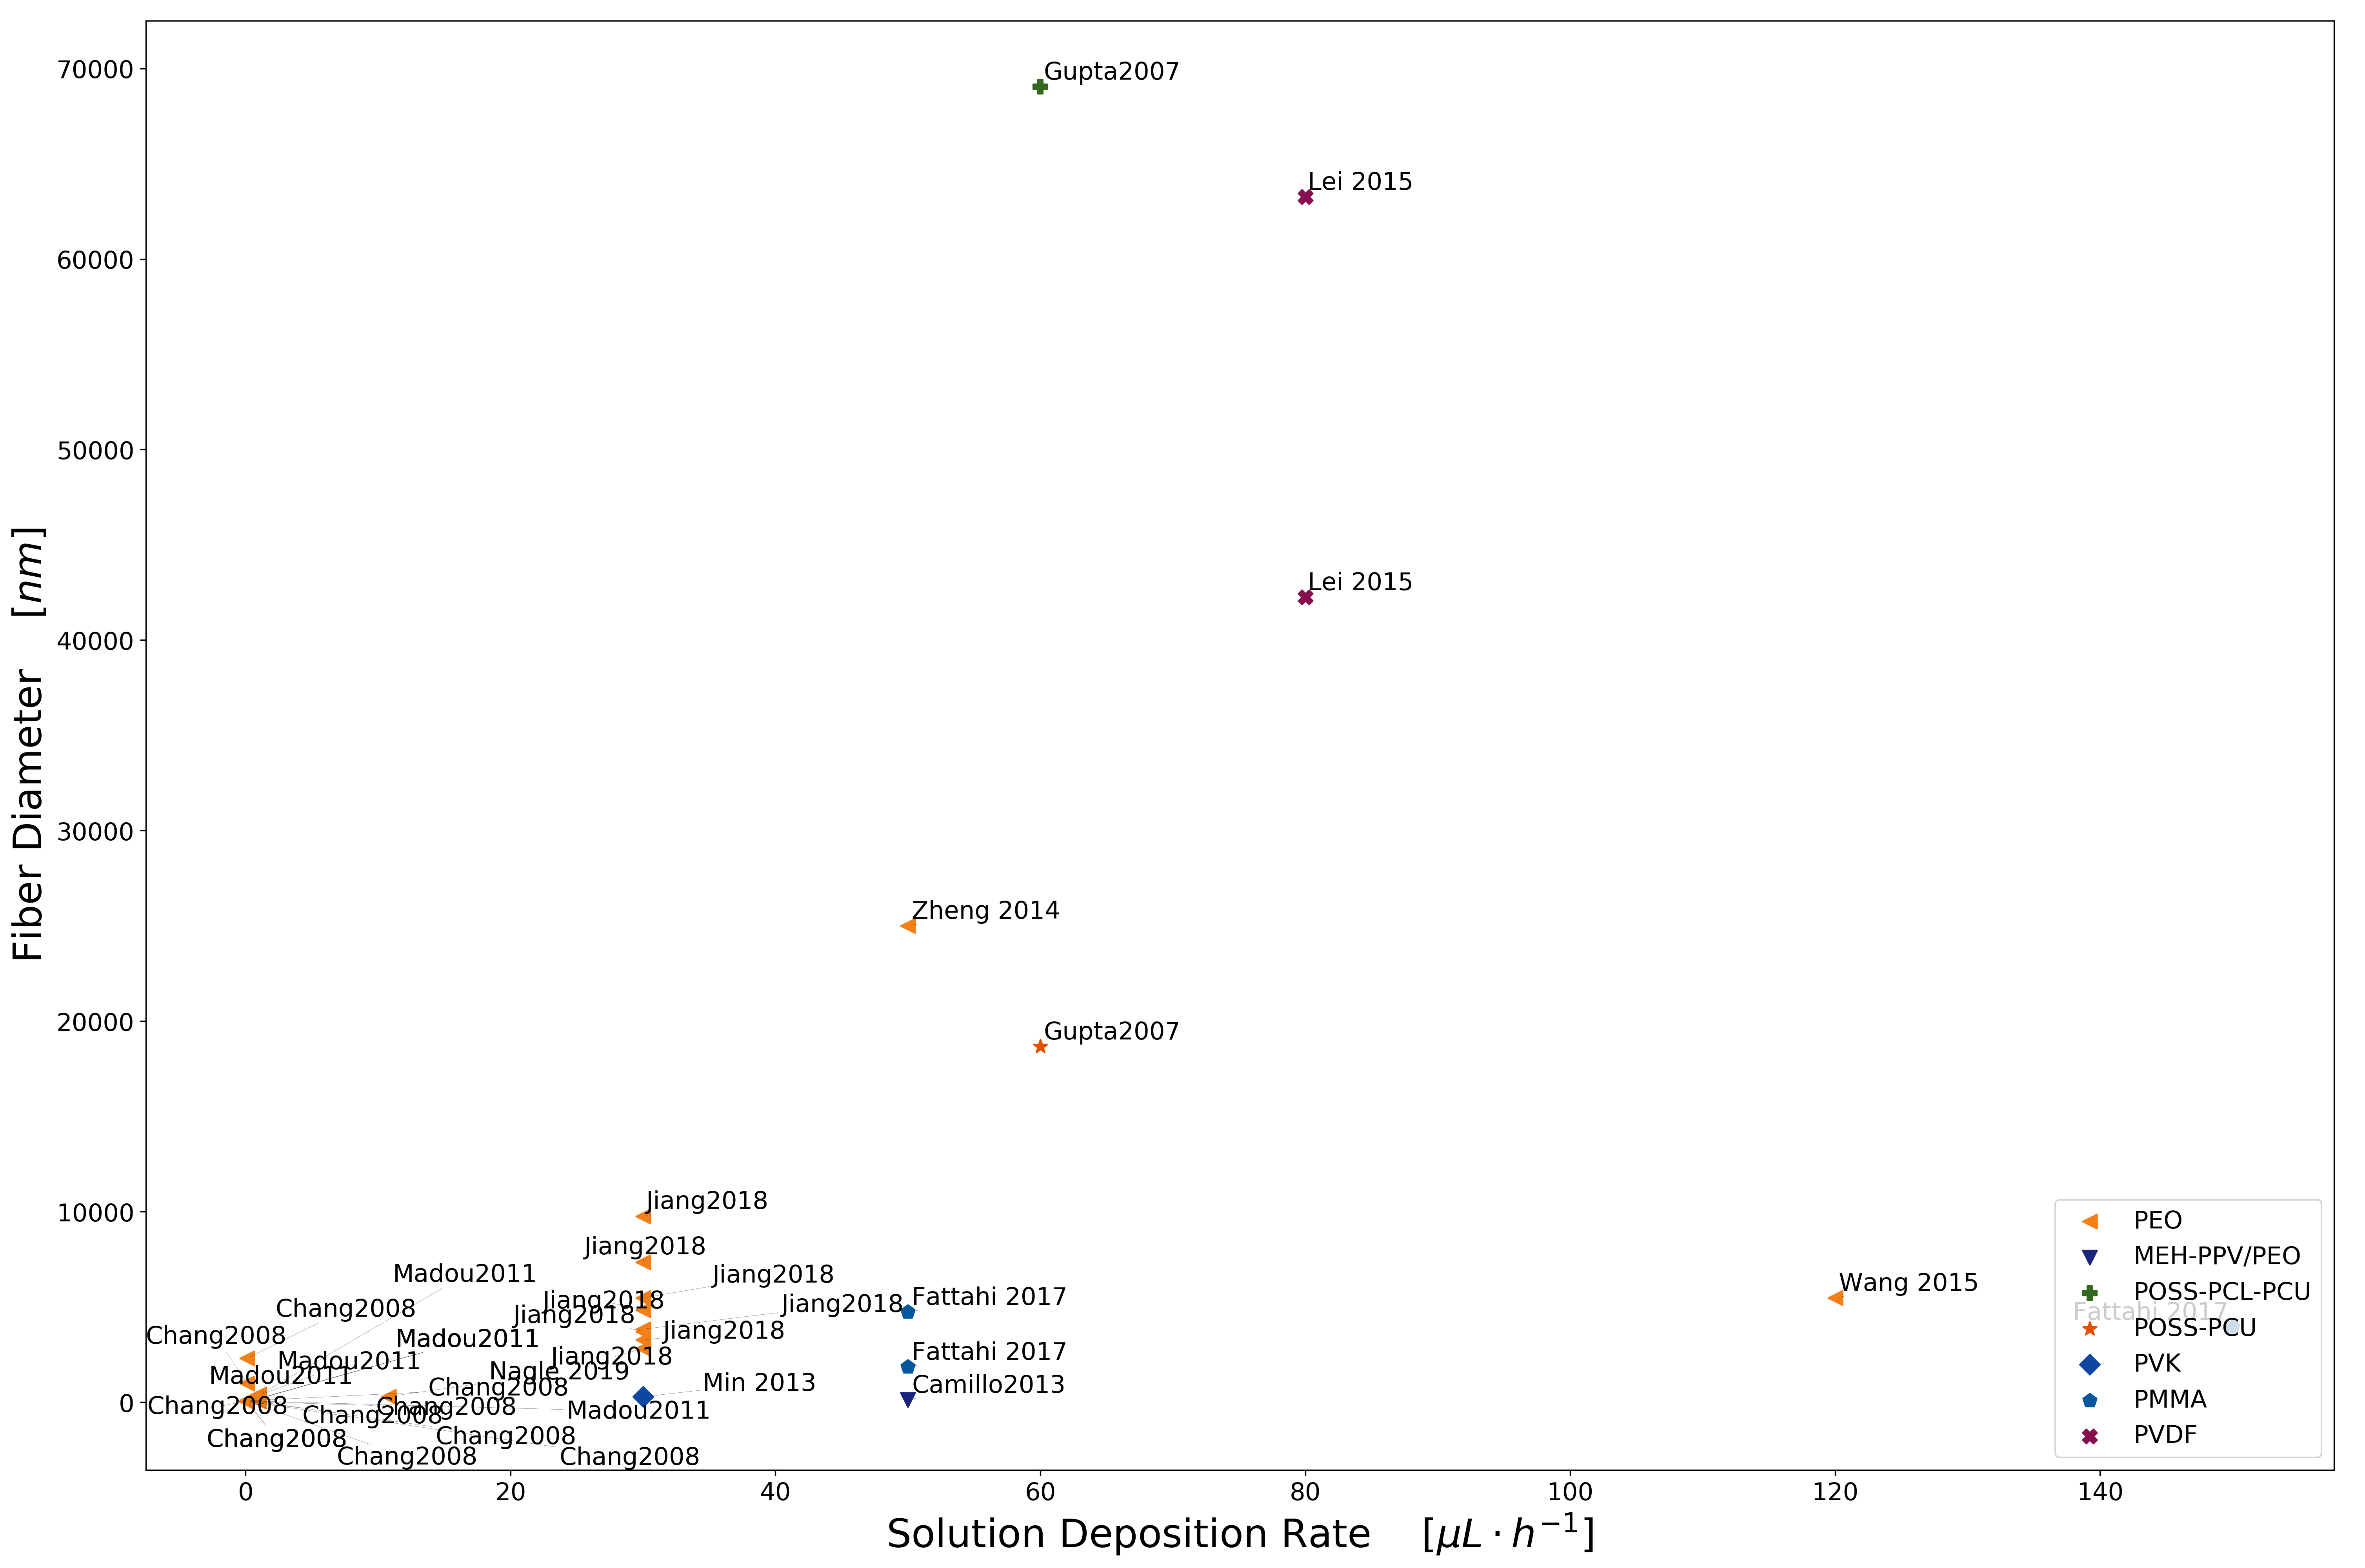 70000
60000
50000
40000
30000
20000
10000
0
Fiber Diameter [nm]
Gupta2007
Lei 2015
Lei 2015
Zheng 2014
Gupta2007
Jiang2018
Jiang2018
Madou2011
Jiang2018
Chang2008
Jiang2018
Jiang2018
Jiang2018
Fattahi 2017
Wang 2015
Fattahi 2017
Chang2008
Madou2011
Jiang2018
Madou2011
Jiang2018
Fattahi 2017
Madou2011
Nagle 2019
Chang2008
Min 2013
Camillo2013
Chang2008
Chang2008
Chang2008
Madou2011
Chang2008
Chang2008
Chang2008
Chang2008
PEO
MEH-PPV/PEO
POSS-PCL-PCU
POSS-PCU
PVK
PMMA
PVDF
0 20 40 60 80 100 120 140
Solution Deposition Rate [μL · h⁻¹]